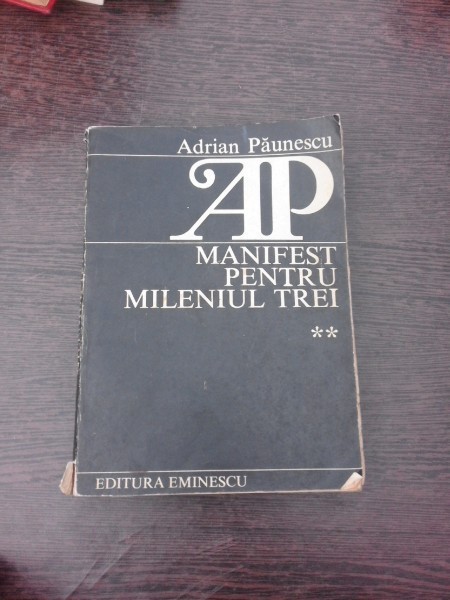 Adrian Păunescu
AP
MANIFEST
PENTRU
MILENIUL TREI
**
EDITURA EMINESCU